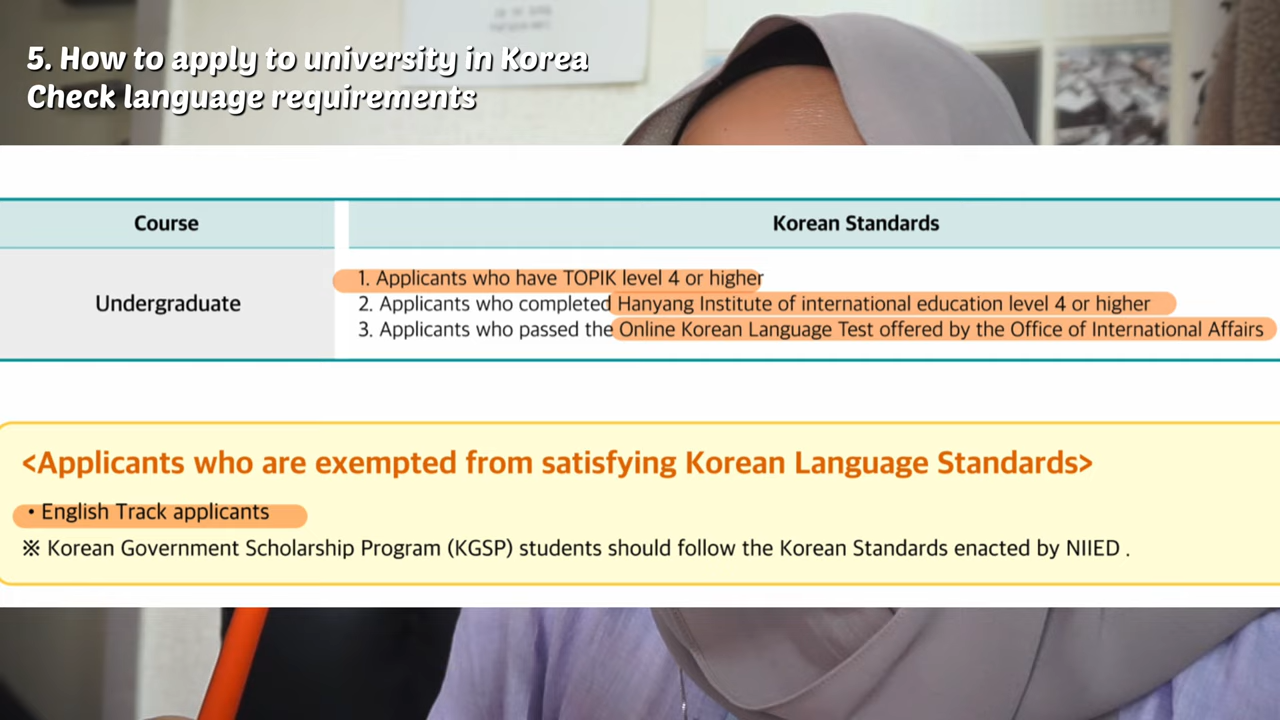 5. How to apply to university in Korea
Check language requirements
Course
Korean Standards
Undergraduate
1. Applicants who have TOPIK level 4 or higher
2. Applicants who completed Hanyang Institute of international education level 4 or higher
3. Applicants who passed the Online Korean Language Test offered by the Office of International Affairs
<Applicants who are exempted from satisfying Korean Language Standards>
• English Track applicants
※ Korean Government Scholarship Program (KGSP) students should follow the Korean Standards enacted by NIIED .